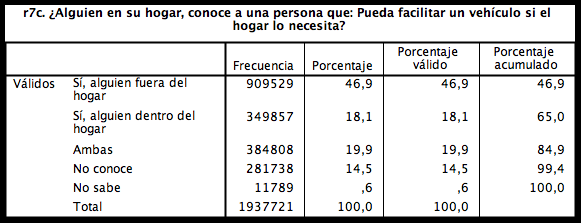 r7c. ¿Alguien en su hogar, conoce a una persona que: Pueda facilitar un vehículo si el
hogar lo necesita?
Frecuencia Porcentaje Porcentaje válido Porcentaje acumulado
Válidos Sí, alguien fuera del hogar 909529 46,9 46,9 46,9
Sí, alguien dentro del hogar 349857 18,1 18,1 65,0
Ambas 384808 19,9 19,9 84,9
No conoce 281738 14,5 14,5 99,4
No sabe 11789 ,6 ,6 100,0
Total 1937721 100,0 100,0